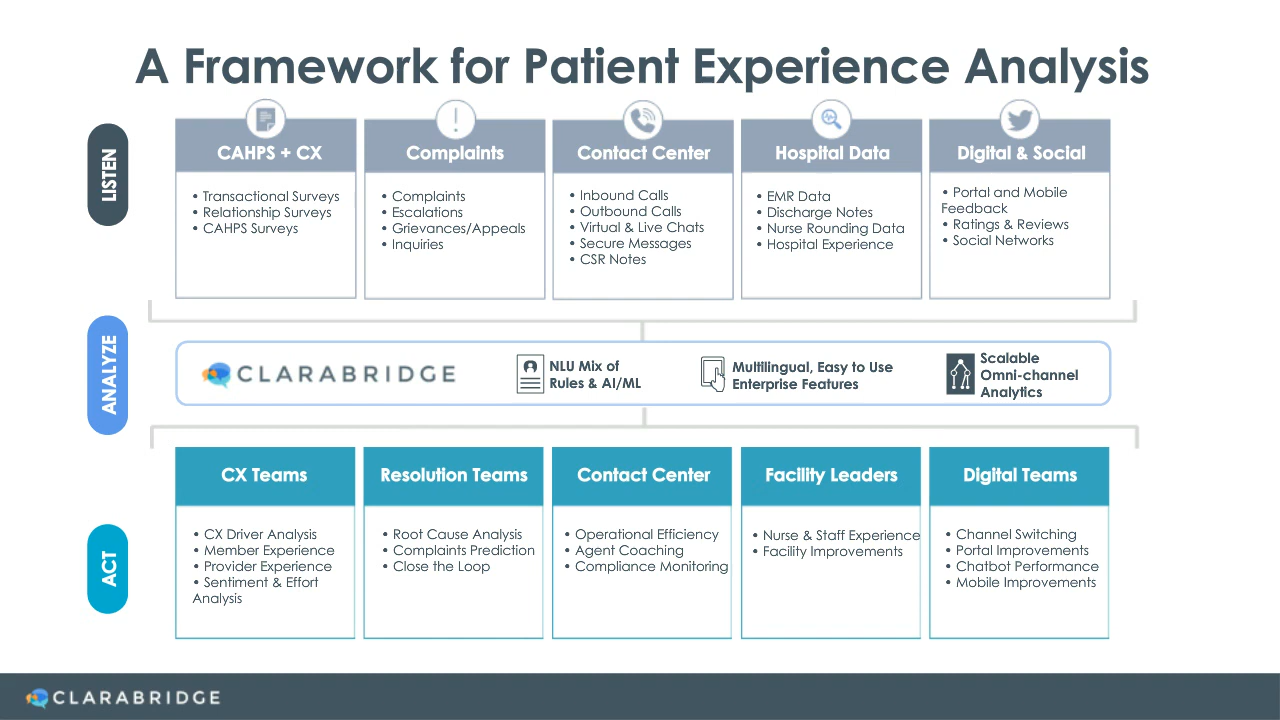 A Framework for Patient Experience Analysis
LISTEN
CAHPS + CX
• Transactional Surveys
• Relationship Surveys
• CAHPS Surveys
Complaints
• Complaints
• Escalations
• Grievances/Appeals
• Inquiries
Contact Center
• Inbound Calls
• Outbound Calls
• Virtual & Live Chats
• Secure Messages
• CSR Notes
Hospital Data
• EMR Data
• Discharge Notes
• Nurse Rounding Data
• Hospital Experience
Digital & Social
• Portal and Mobile
Feedback
• Ratings & Reviews
• Social Networks
ANALYZE
CLARABRIDGE
NLU Mix of
Rules & AI/ML
Multilingual, Easy to Use
Enterprise Features
Scalable
Omni-channel
Analytics
ACT
CX Teams
• CX Driver Analysis
• Member Experience
• Provider Experience
• Sentiment & Effort
Analysis
Resolution Teams
• Root Cause Analysis
• Complaints Prediction
• Close the Loop
Contact Center
• Operational Efficiency
• Agent Coaching
• Compliance Monitoring
Facility Leaders
• Nurse & Staff Experience
• Facility Improvements
Digital Teams
• Channel Switching
• Portal Improvements
• Chatbot Performance
• Mobile Improvements
CLARABRIDGE